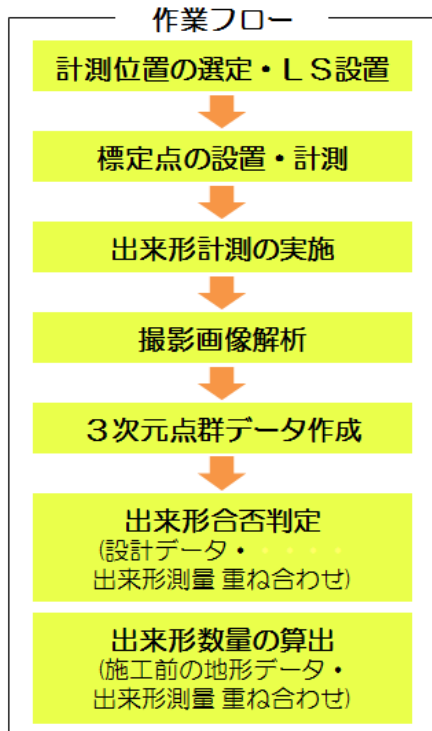 作業フロー
計測位置の選定・ＬＳ設置
標定点の設置・計測
出来形計測の実施
撮影画像解析
３次元点群データ作成
出来形合否判定
(設計データ・
出来形測量 重ね合わせ)
出来形数量の算出
(施工前の地形データ・
出来形測量 重ね合わせ)